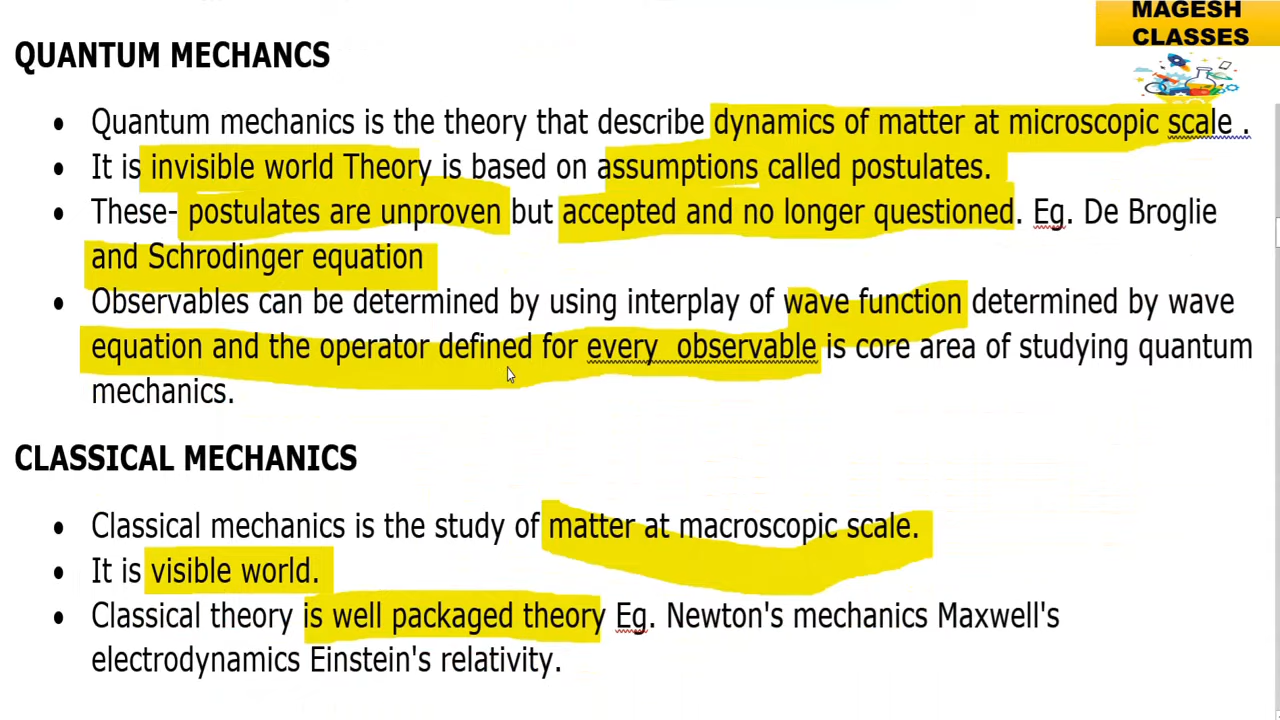 MAGESH
CLASSES
QUANTUM MECHANCS
• Quantum mechanics is the theory that describe dynamics of matter at microscopic scale .
• It is invisible world Theory is based on assumptions called postulates.
• These- postulates are unproven but accepted and no longer questioned. Eg. De Broglie
and Schrodinger equation
• Observables can be determined by using interplay of wave function determined by wave
equation and the operator defined for every  observable is core area of studying quantum
mechanics.
CLASSICAL MECHANICS
• Classical mechanics is the study of matter at macroscopic scale.
• It is visible world.
• Classical theory is well packaged theory Eg. Newton's mechanics Maxwell's
electrodynamics Einstein's relativity.